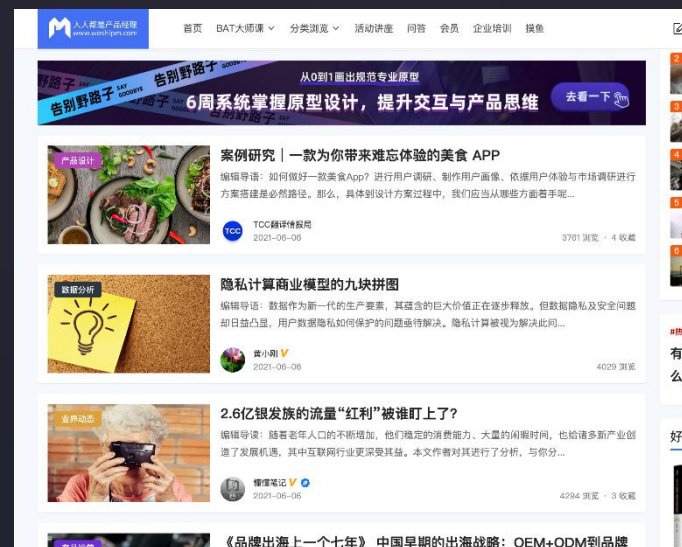 人人都是产品经理
www.woshipm.com
首页 BAT大师课 分类浏览 活动讲座 问答 会员 企业培训 摸鱼
告别野路子 SAY GOODBYE 告别野路子 SAY GOODBYE
从0到1画出规范专业原型
6周系统掌握原型设计，提升交互与产品思维
去看一下
产品设计
案例研究｜一款为你带来难忘体验的美食 APP
编辑导语：如何做好一款美食App？进行用户调研、制作用户画像、依据用户体验与市场调研进行
方案搭建是必然路径。那么，具体到设计方案过程中，我们应当从哪些方面着手呢...
TCC
TCC翻译情报局
2021-06-06
3761 浏览 · 4 收藏
数据分析
隐私计算商业模型的九块拼图
编辑导语：数据作为新一代的生产要素，其蕴含的巨大价值正在逐步释放。但数据隐私及安全问题
却日益凸显，用户数据隐私如何保护的问题亟待解决。隐私计算被视为解决此问...
黄小刚
2021-06-06
4029 浏览
业界动态
2.6亿银发族的流量“红利”被谁盯上了?
编辑导读：随着老年人口的不断增加，他们稳定的消费能力、大量的闲暇时间，也给诸多新产业创
造了发展机遇，其中互联网行业更深受其益。本文作者对其进行了分析，与你分...
懂懂笔记
2021-06-06
4294 浏览 · 3 收藏
《品牌出海上一个七年》 中国早期的出海战略：OEM+ODM到品牌
2
3
4
5
6
有
么
好